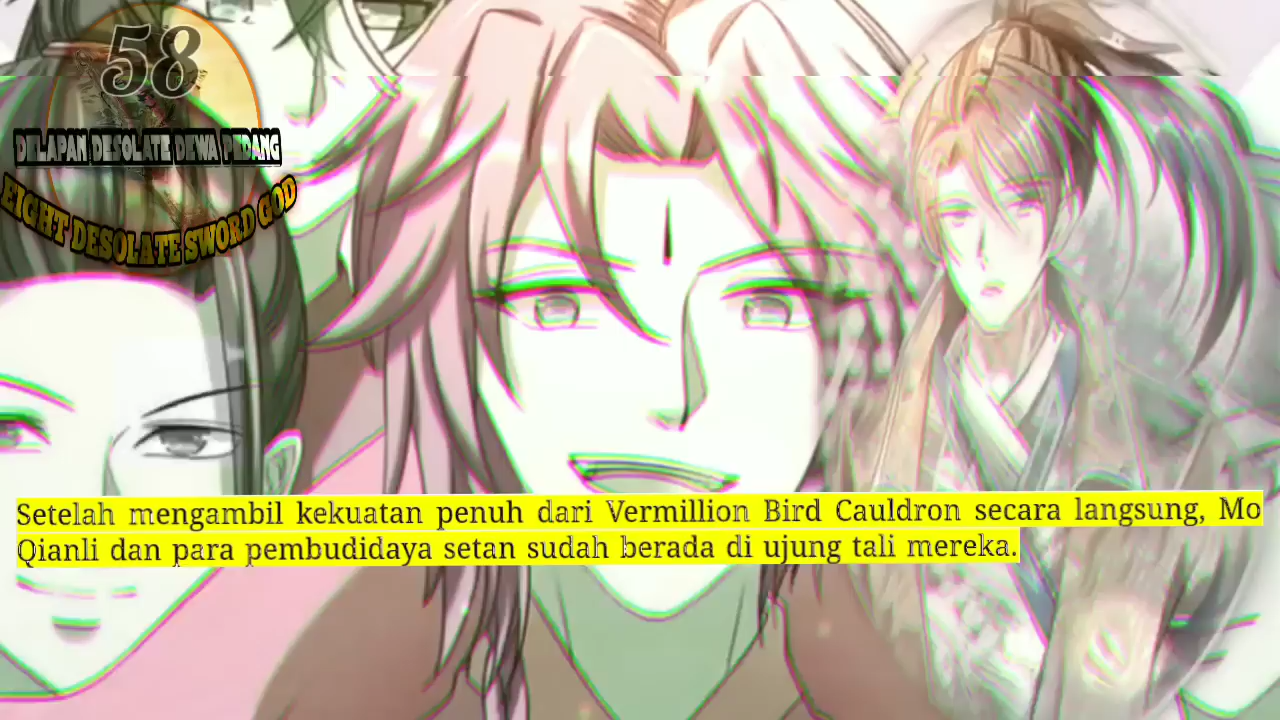 58
DELAPAN DESOLATE DEWA PEDANG
EIGHT DESOLATE SWORD GOD
Setelah mengambil kekuatan penuh dari Vermillion Bird Cauldron secara langsung, Mo
Qianli dan para pembudidaya setan sudah berada di ujung tali mereka.